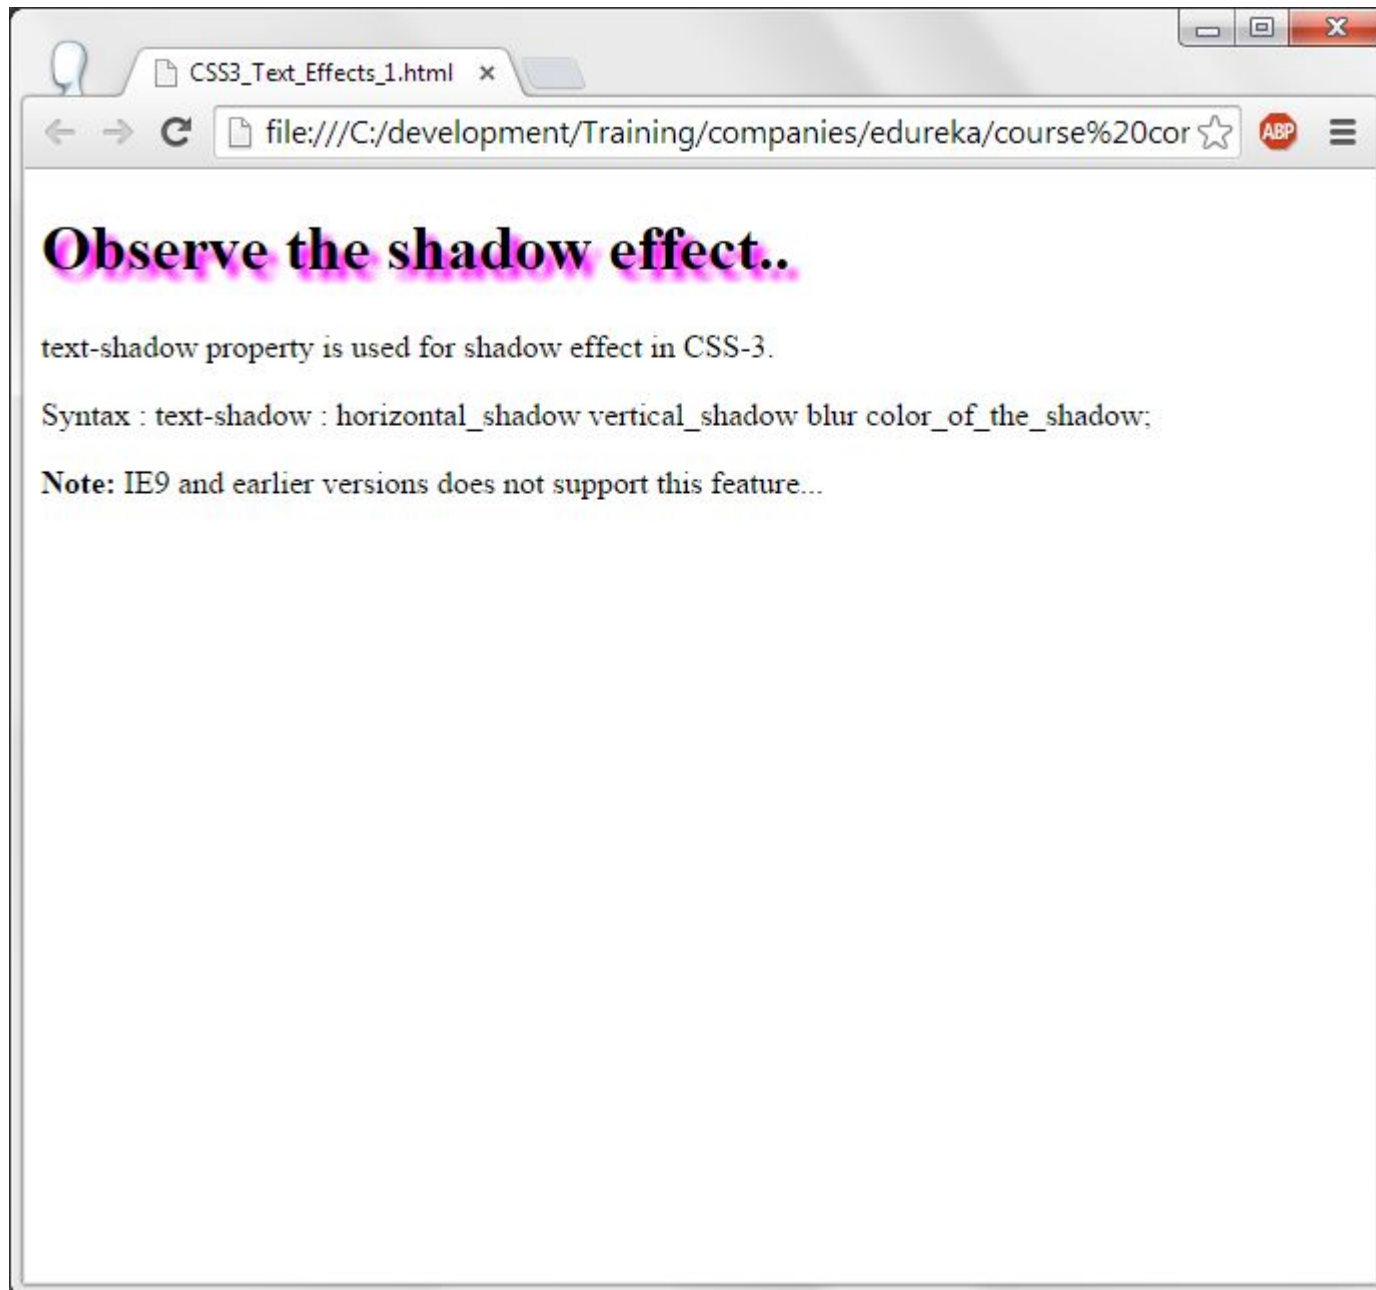 CSS3_Text_Effects_1.html
file:///C:/development/Training/companies/edureka/course%20cor
ABP
Observe the shadow effect..
text-shadow property is used for shadow effect in CSS-3.
Syntax : text-shadow : horizontal_shadow vertical_shadow blur color_of_the_shadow;
Note: IE9 and earlier versions does not support this feature...